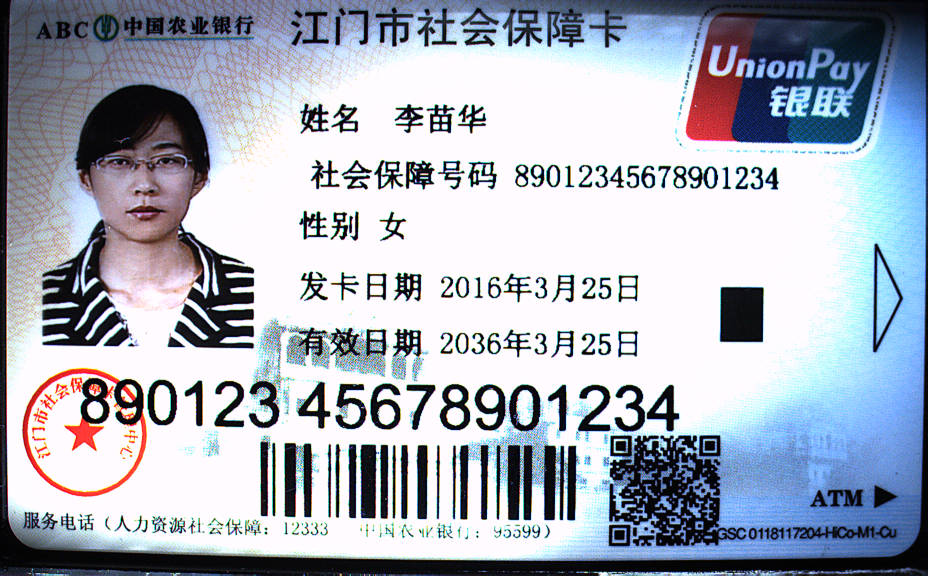 ABC 中国农业银行 江门市社会保障卡
UnionPay
银联
姓名 李苗华
社会保障号码 89012345678901234
性别 女
发卡日期 2016年3月25日
有效日期 2036年3月25日
890123 45678901234
江门市社会保
中心
ATM
服务电话（人力资源社会保障：12333 中国农业银行：95599）
GSC 0118117204-HiCo-M1-Cu